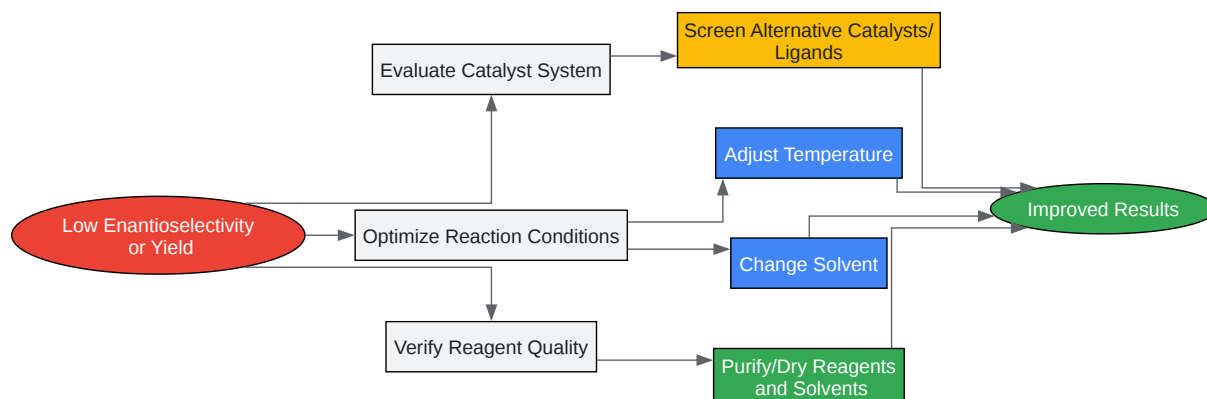 Screen Alternative Catalysts/
Ligands
Evaluate Catalyst System
Adjust Temperature
Low Enantioselectivity
or Yield
Optimize Reaction Conditions
Improved Results
Change Solvent
Verify Reagent Quality
Purify/Dry Reagents
and Solvents